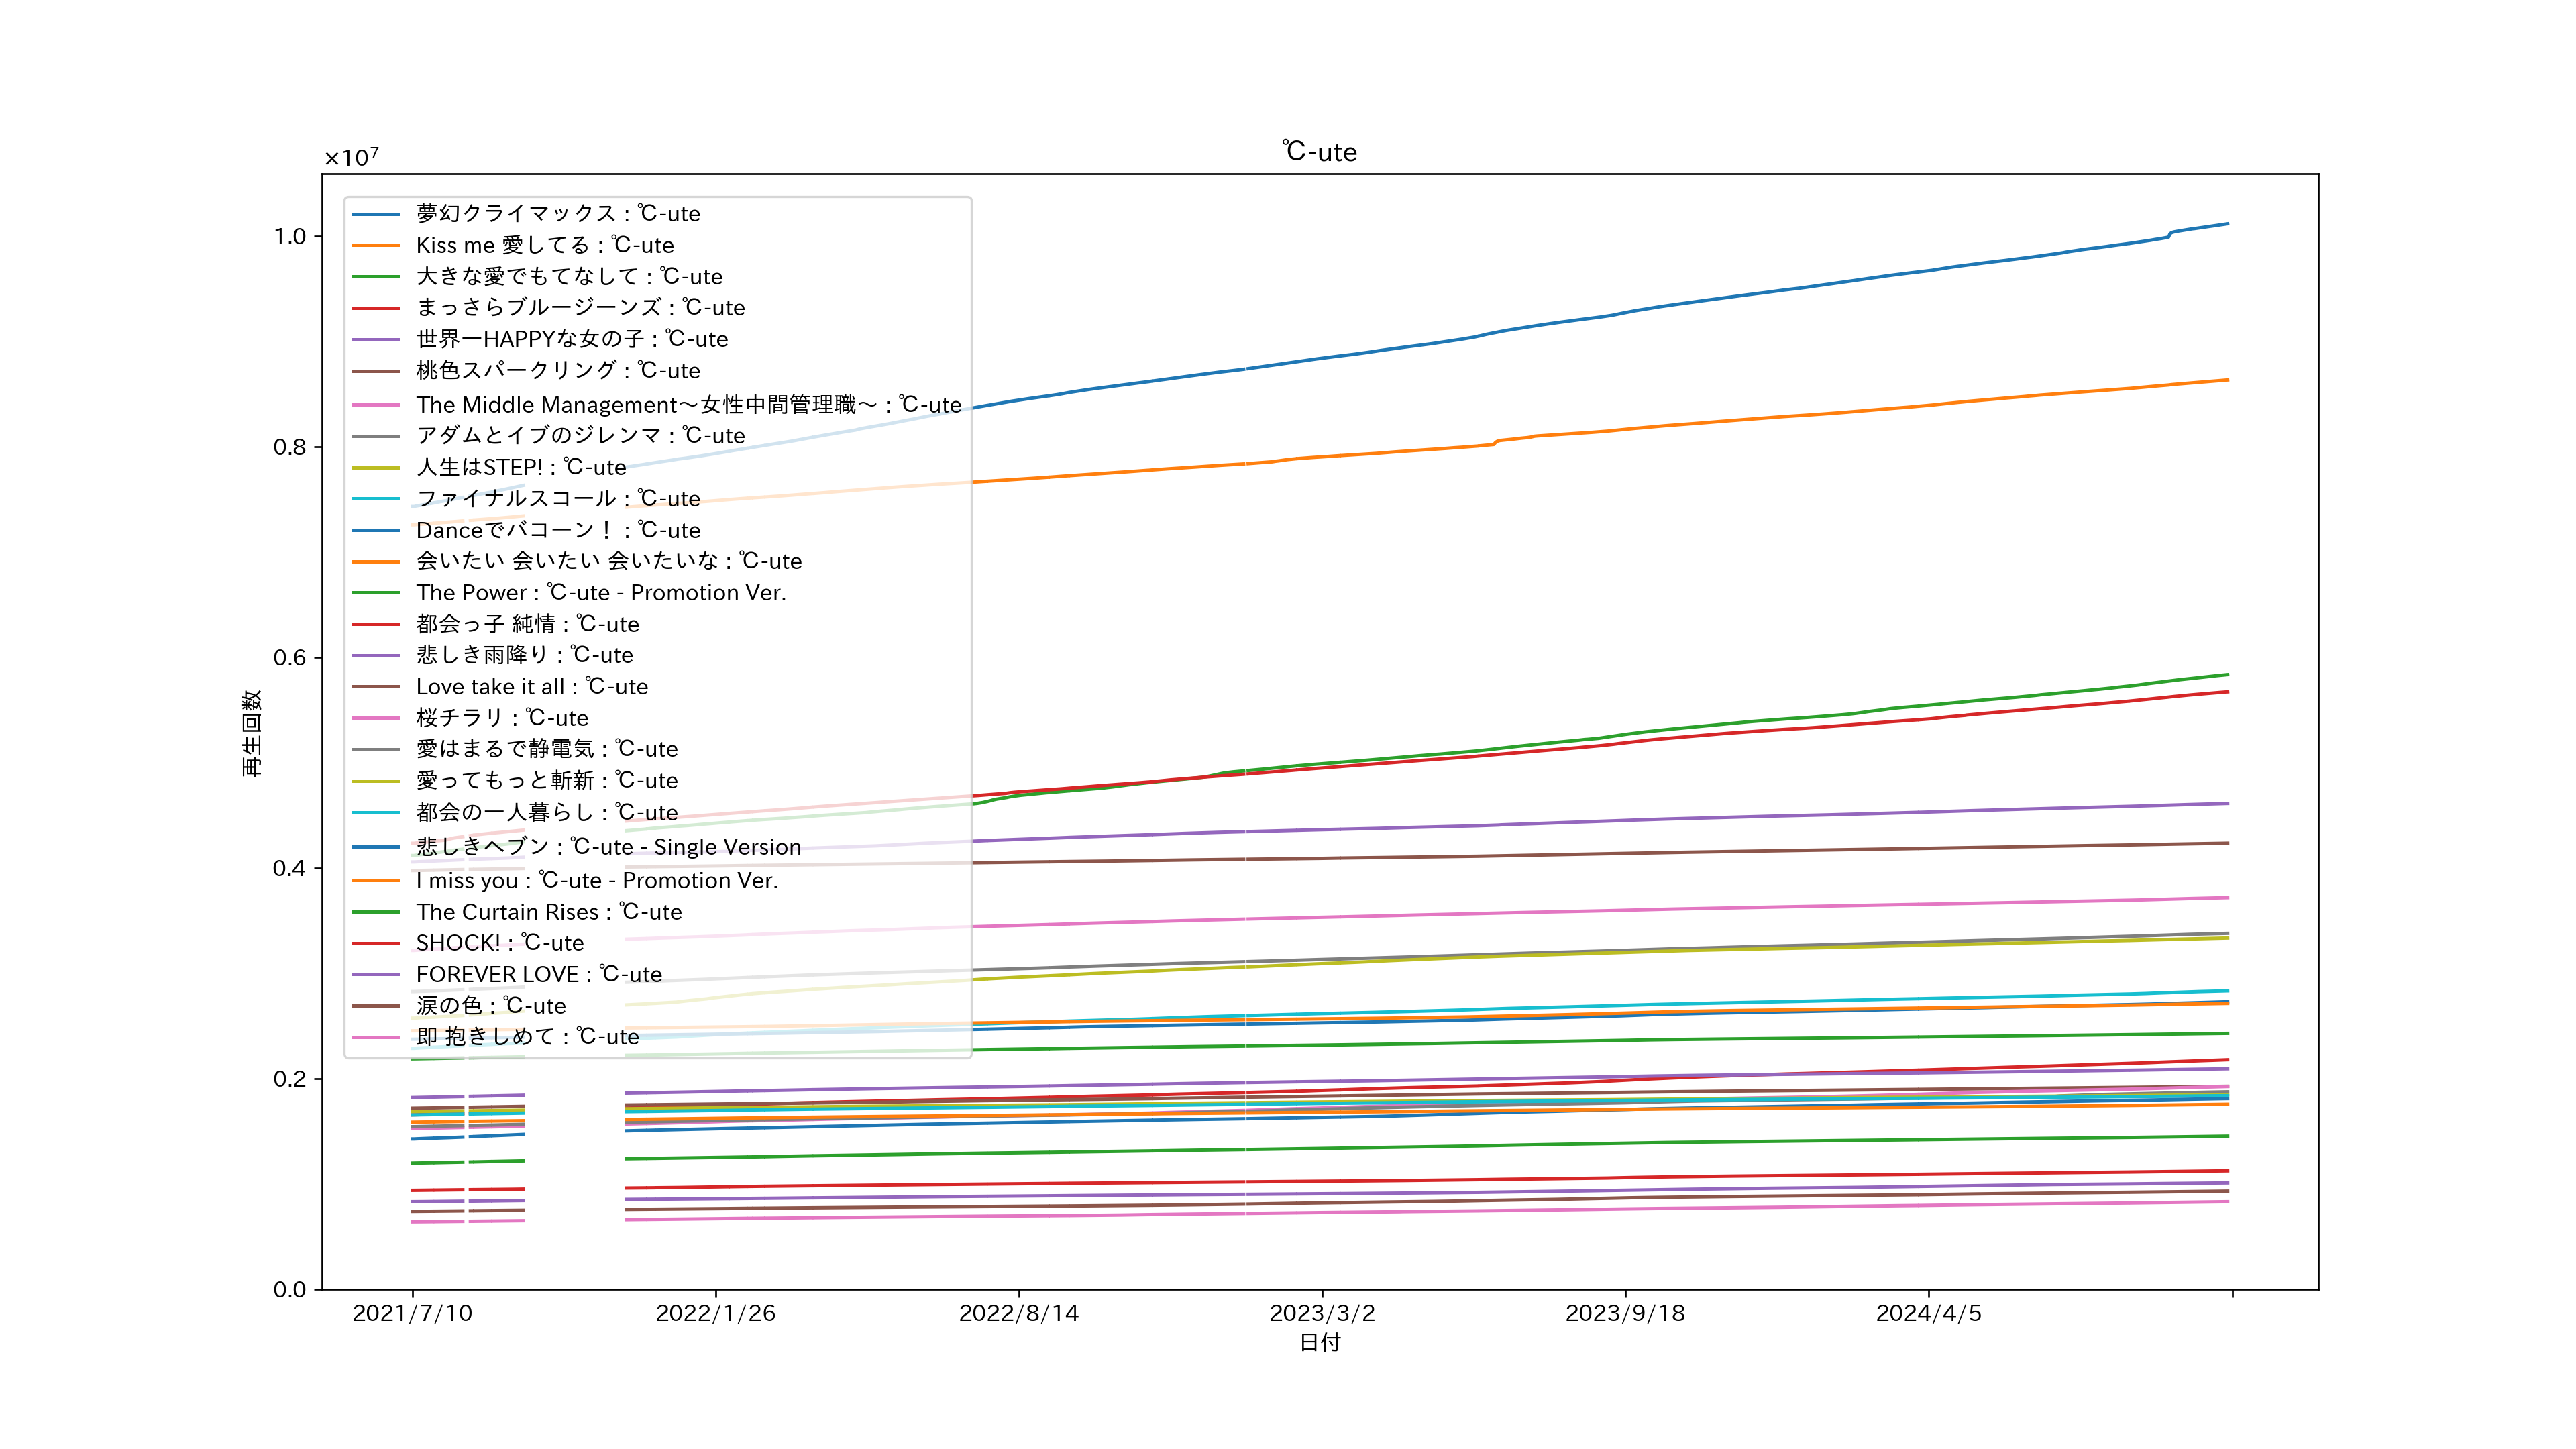 ℃-ute
×10⁷
1.0
0.8
0.6
0.4
0.2
0.0
再生回数
夢幻クライマックス : ℃-ute
Kiss me 愛してる : ℃-ute
大きな愛でもてなして : ℃-ute
まっさらブルージーンズ : ℃-ute
世界一HAPPYな女の子 : ℃-ute
桃色スパークリング : ℃-ute
The Middle Management〜女性中間管理職〜 : ℃-ute
アダムとイブのジレンマ : ℃-ute
人生はSTEP! : ℃-ute
ファイナルスコール : ℃-ute
Danceでバコーン！ : ℃-ute
会いたい 会いたい 会いたいな : ℃-ute
The Power : ℃-ute - Promotion Ver.
都会っ子 純情 : ℃-ute
悲しき雨降り : ℃-ute
Love take it all : ℃-ute
桜チラリ : ℃-ute
愛はまるで静電気 : ℃-ute
愛ってもっと斬新 : ℃-ute
都会の一人暮らし : ℃-ute
悲しきヘブン : ℃-ute - Single Version
I miss you : ℃-ute - Promotion Ver.
The Curtain Rises : ℃-ute
SHOCK! : ℃-ute
FOREVER LOVE : ℃-ute
涙の色 : ℃-ute
即 抱きしめて : ℃-ute
2021/7/10
2022/1/26
2022/8/14
2023/3/2
2023/9/18
2024/4/5
日付